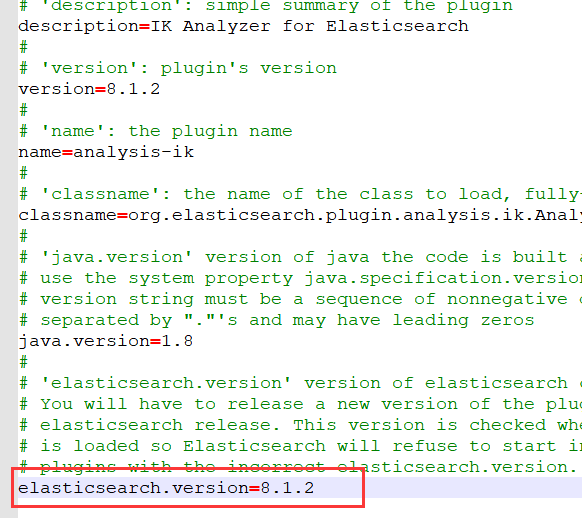 # 'description': simple summary of the plugin
description=IK Analyzer for Elasticsearch
#
# 'version': plugin's version
version=8.1.2
#
# 'name': the plugin name
name=analysis-ik
#
# 'classname': the name of the class to load, fully-
classname=org.elasticsearch.plugin.analysis.ik.Analy
#
# 'java.version' version of java the code is built a
# use the system property java.specification.version
# version string must be a sequence of nonnegative d
# separated by "."'s and may have leading zeros
java.version=1.8
#
# 'elasticsearch.version' version of elasticsearch c
# You will have to release a new version of the plug
# elasticsearch release. This version is checked whe
# is loaded so Elasticsearch will refuse to start in
# plugins with the incorrect elasticsearch.version.
elasticsearch.version=8.1.2